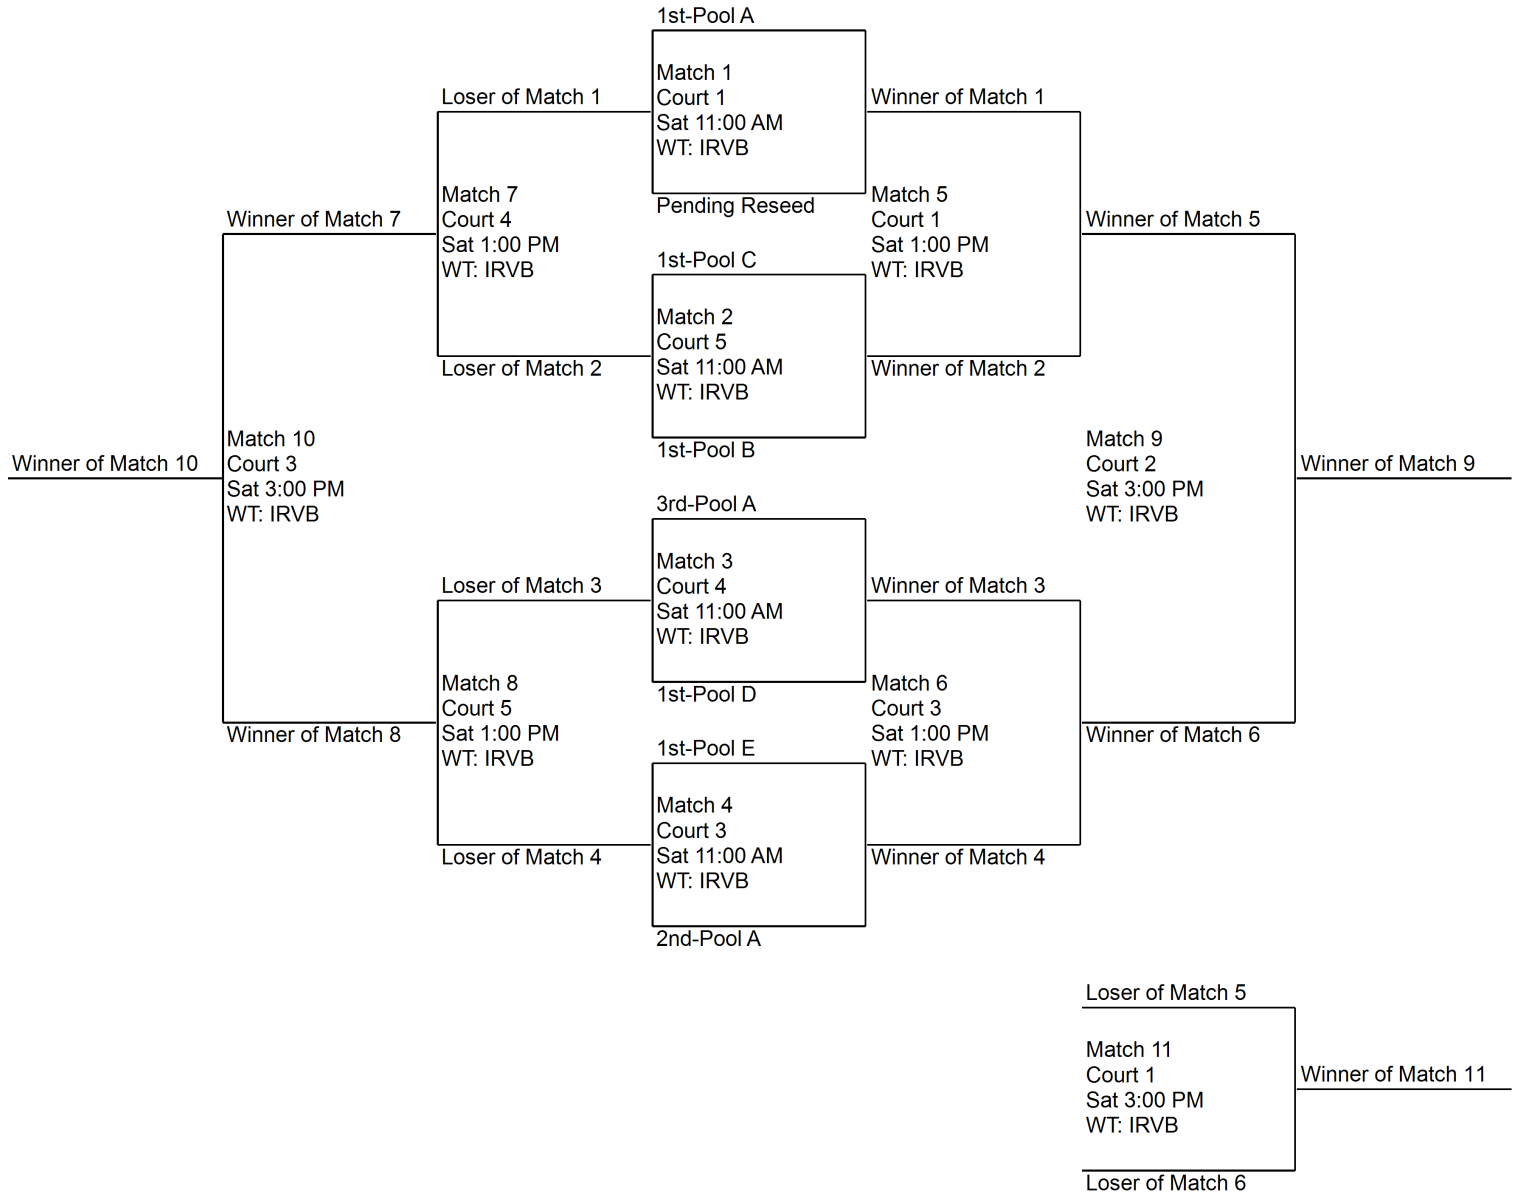 1st-Pool A
Match 1
Court 1
Sat 11:00 AM
WT: IRVB
Pending Reseed
Loser of Match 1
Winner of Match 1
Match 7
Court 4
Sat 1:00 PM
WT: IRVB
Match 5
Court 1
Sat 1:00 PM
WT: IRVB
Winner of Match 7
Winner of Match 5
1st-Pool C
Match 2
Court 5
Sat 11:00 AM
WT: IRVB
1st-Pool B
Loser of Match 2
Winner of Match 2
Winner of Match 10
Match 10
Court 3
Sat 3:00 PM
WT: IRVB
Match 9
Court 2
Sat 3:00 PM
WT: IRVB
Winner of Match 9
3rd-Pool A
Match 3
Court 4
Sat 11:00 AM
WT: IRVB
1st-Pool D
Loser of Match 3
Winner of Match 3
Match 8
Court 5
Sat 1:00 PM
WT: IRVB
Match 6
Court 3
Sat 1:00 PM
WT: IRVB
Winner of Match 8
Winner of Match 6
1st-Pool E
Match 4
Court 3
Sat 11:00 AM
WT: IRVB
2nd-Pool A
Loser of Match 4
Winner of Match 4
Loser of Match 5
Match 11
Court 1
Sat 3:00 PM
WT: IRVB
Winner of Match 11
Loser of Match 6